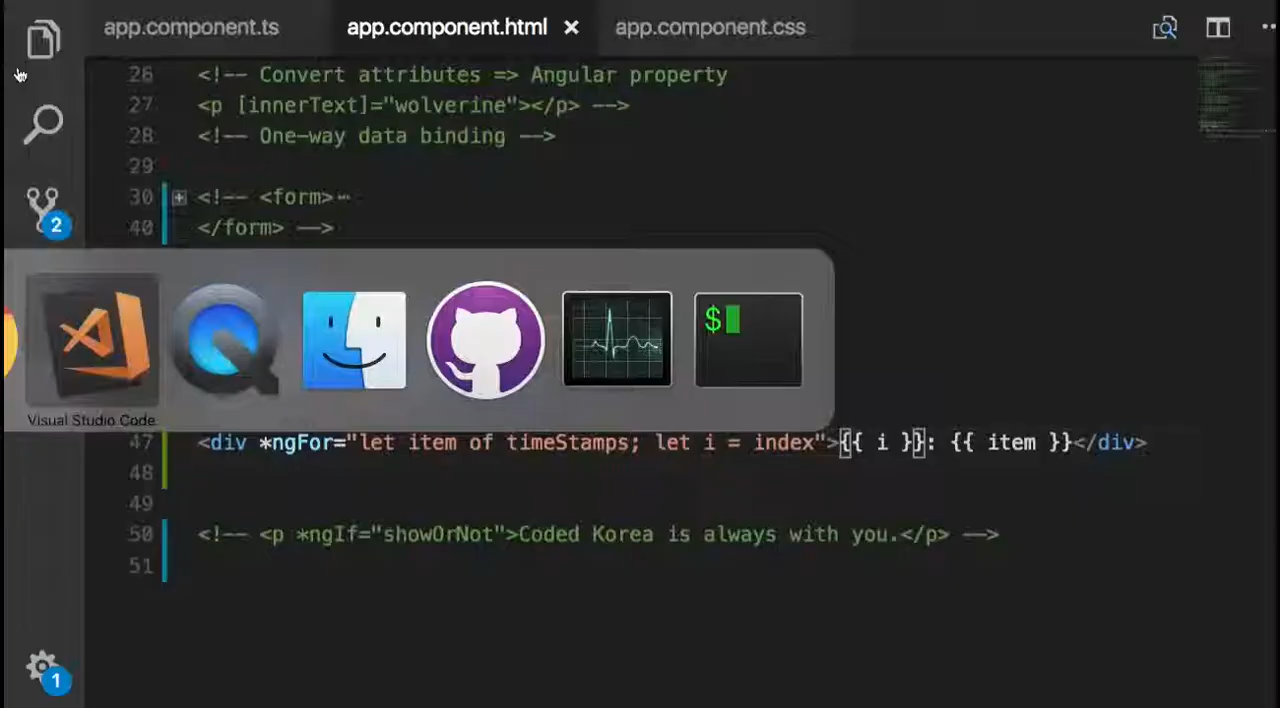 app.component.ts app.component.html × app.component.css
26 <!-- Convert attributes => Angular property
27 <p [innerText]="wolverine"></p> -->
28 <!-- One-way data binding -->
29
2
30 <!-- <form>⋯
40 </form> -->
$
Visual Studio Code
47 <div *ngFor="let item of timeStamps; let i = index">{{ i }}: {{ item }}</div>
48
49
50 <!-- <p *ngIf="showOrNot">Coded Korea is always with you.</p> -->
51
1